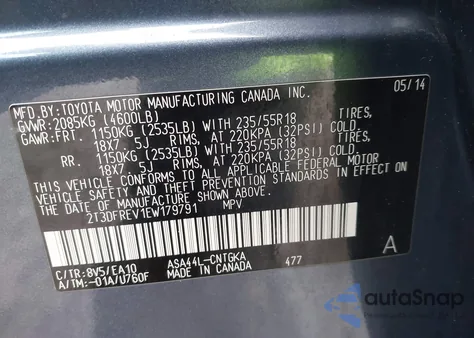 MFD.BY:TOYOTA MOTOR MANUFACTURING CANADA INC. 05/14
GVWR: 2085KG (4600LB)
GAWR:FRT. 1150KG (2535LB) WITH 235/55R18 TIRES,
18X7.5J RIMS, AT 220KPA (32PSI) COLD.
RR. 1150KG (2535LB) WITH 235/55R18 TIRES,
18X7.5J RIMS, AT 220KPA (32PSI) COLD.
THIS VEHICLE CONFORMS TO ALL APPLICABLE FEDERAL MOTOR
VEHICLE SAFETY STANDARDS IN EFFECT ON
THE DATE OF MANUFACTURE SHOWN ABOVE.
2T3DFREV1EW179791 MPV
A
ASA44L-CNTGKA
C/TR:8V5/EA10 MADE IN CANADA 477
A/TM:-01A/U760F
autoSnap